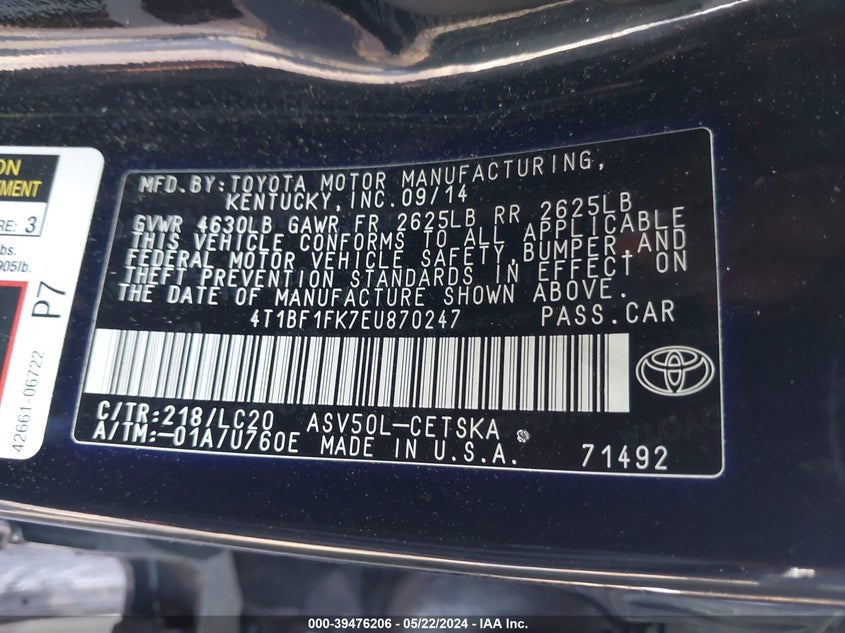 ON
TMENT
RE: 3
bs.
905lb.
P7
42661-06722
MFD. BY: TOYOTA MOTOR MANUFACTURING,
KENTUCKY, INC. 09/14
GVWR 4630LB GAWR FR 2625LB RR 2625LB
THIS VEHICLE CONFORMS TO ALL APPLICABLE
FEDERAL MOTOR VEHICLE SAFETY, BUMPER, AND
THEFT PREVENTION STANDARDS IN EFFECT ON
THE DATE OF MANUFACTURE SHOWN ABOVE.
4T1BF1FK7EU870247 PASS.CAR
C/TR: 218/LC20 ASV50L-CETSKA
A/TM: -01A/U760E MADE IN U.S.A. 71492
000-39476206 - 05/22/2024 - IAA Inc.